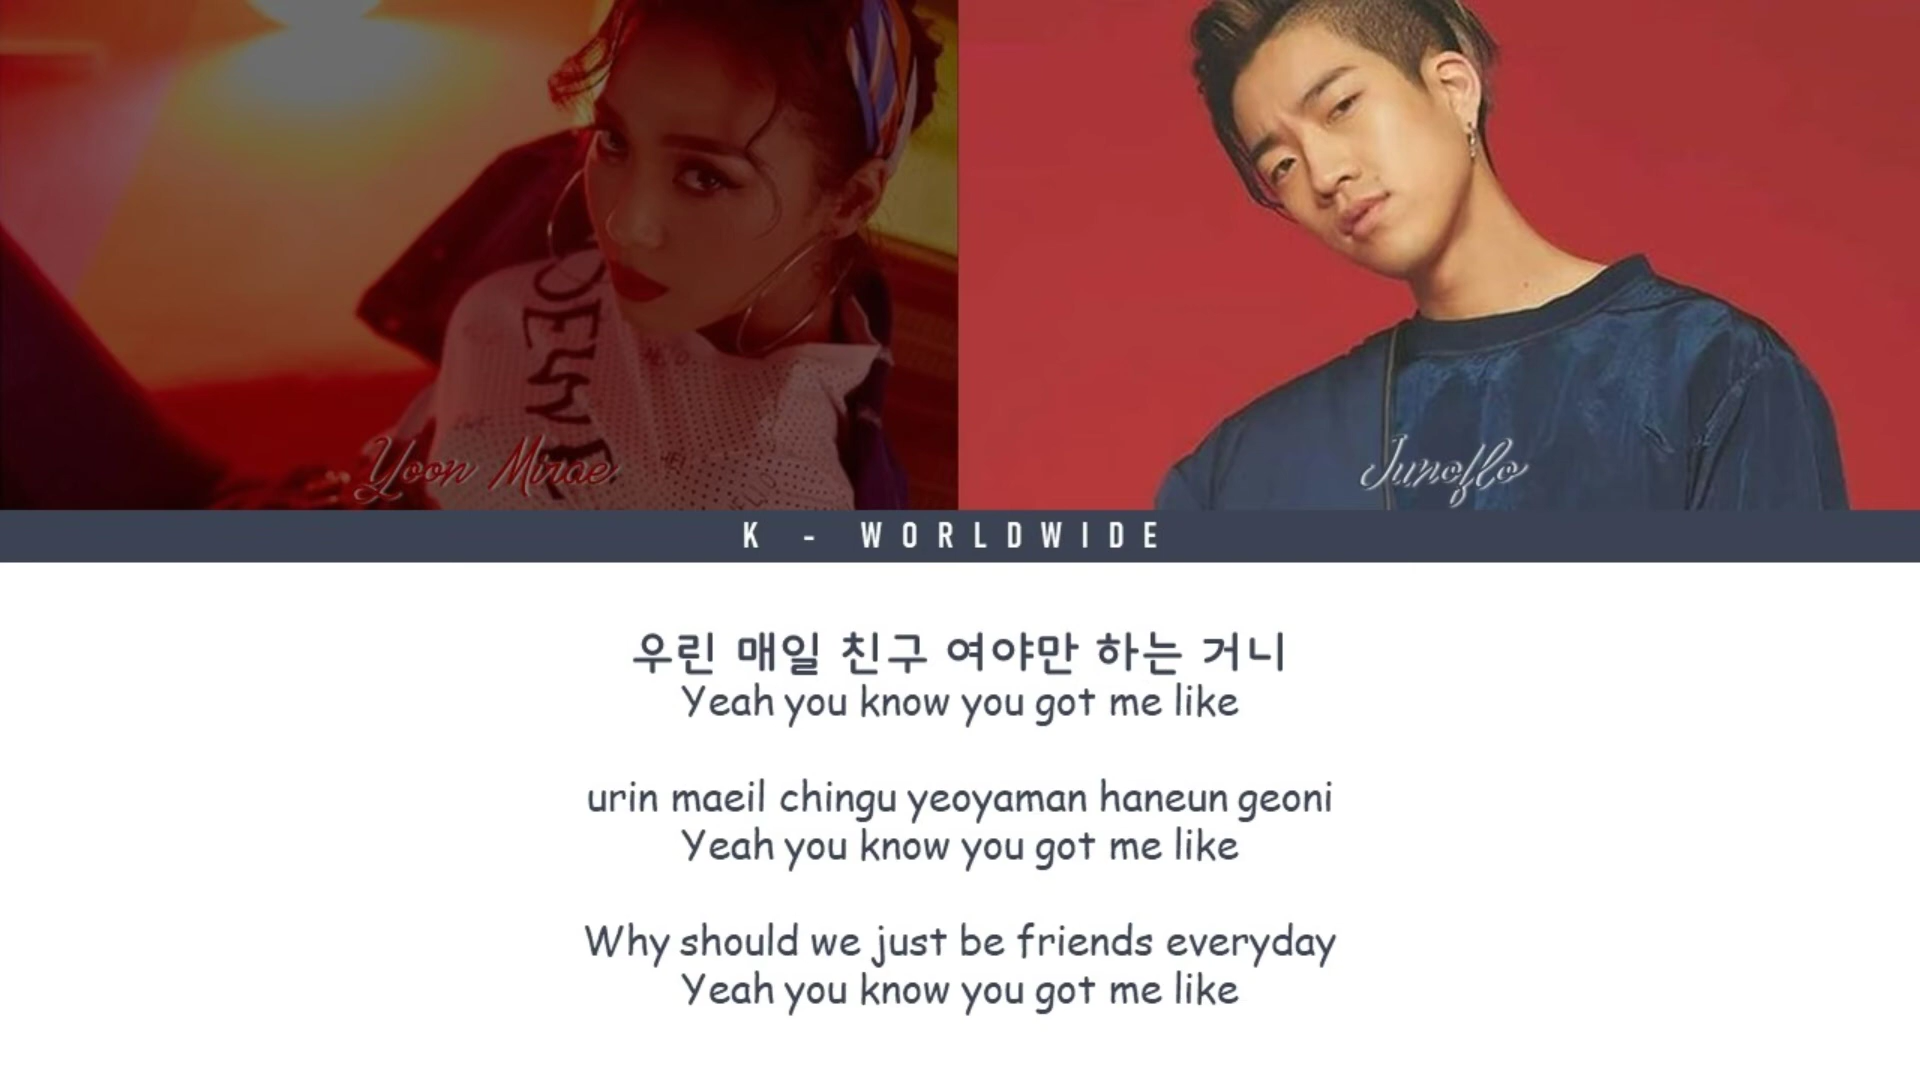 Yoon Mirae
Junoflo
K - WORLDWIDE
우린 매일 친구 여야만 하는 거니
Yeah you know you got me like
urin maeil chingu yeoyaman haneun geoni
Yeah you know you got me like
Why should we just be friends everyday
Yeah you know you got me like